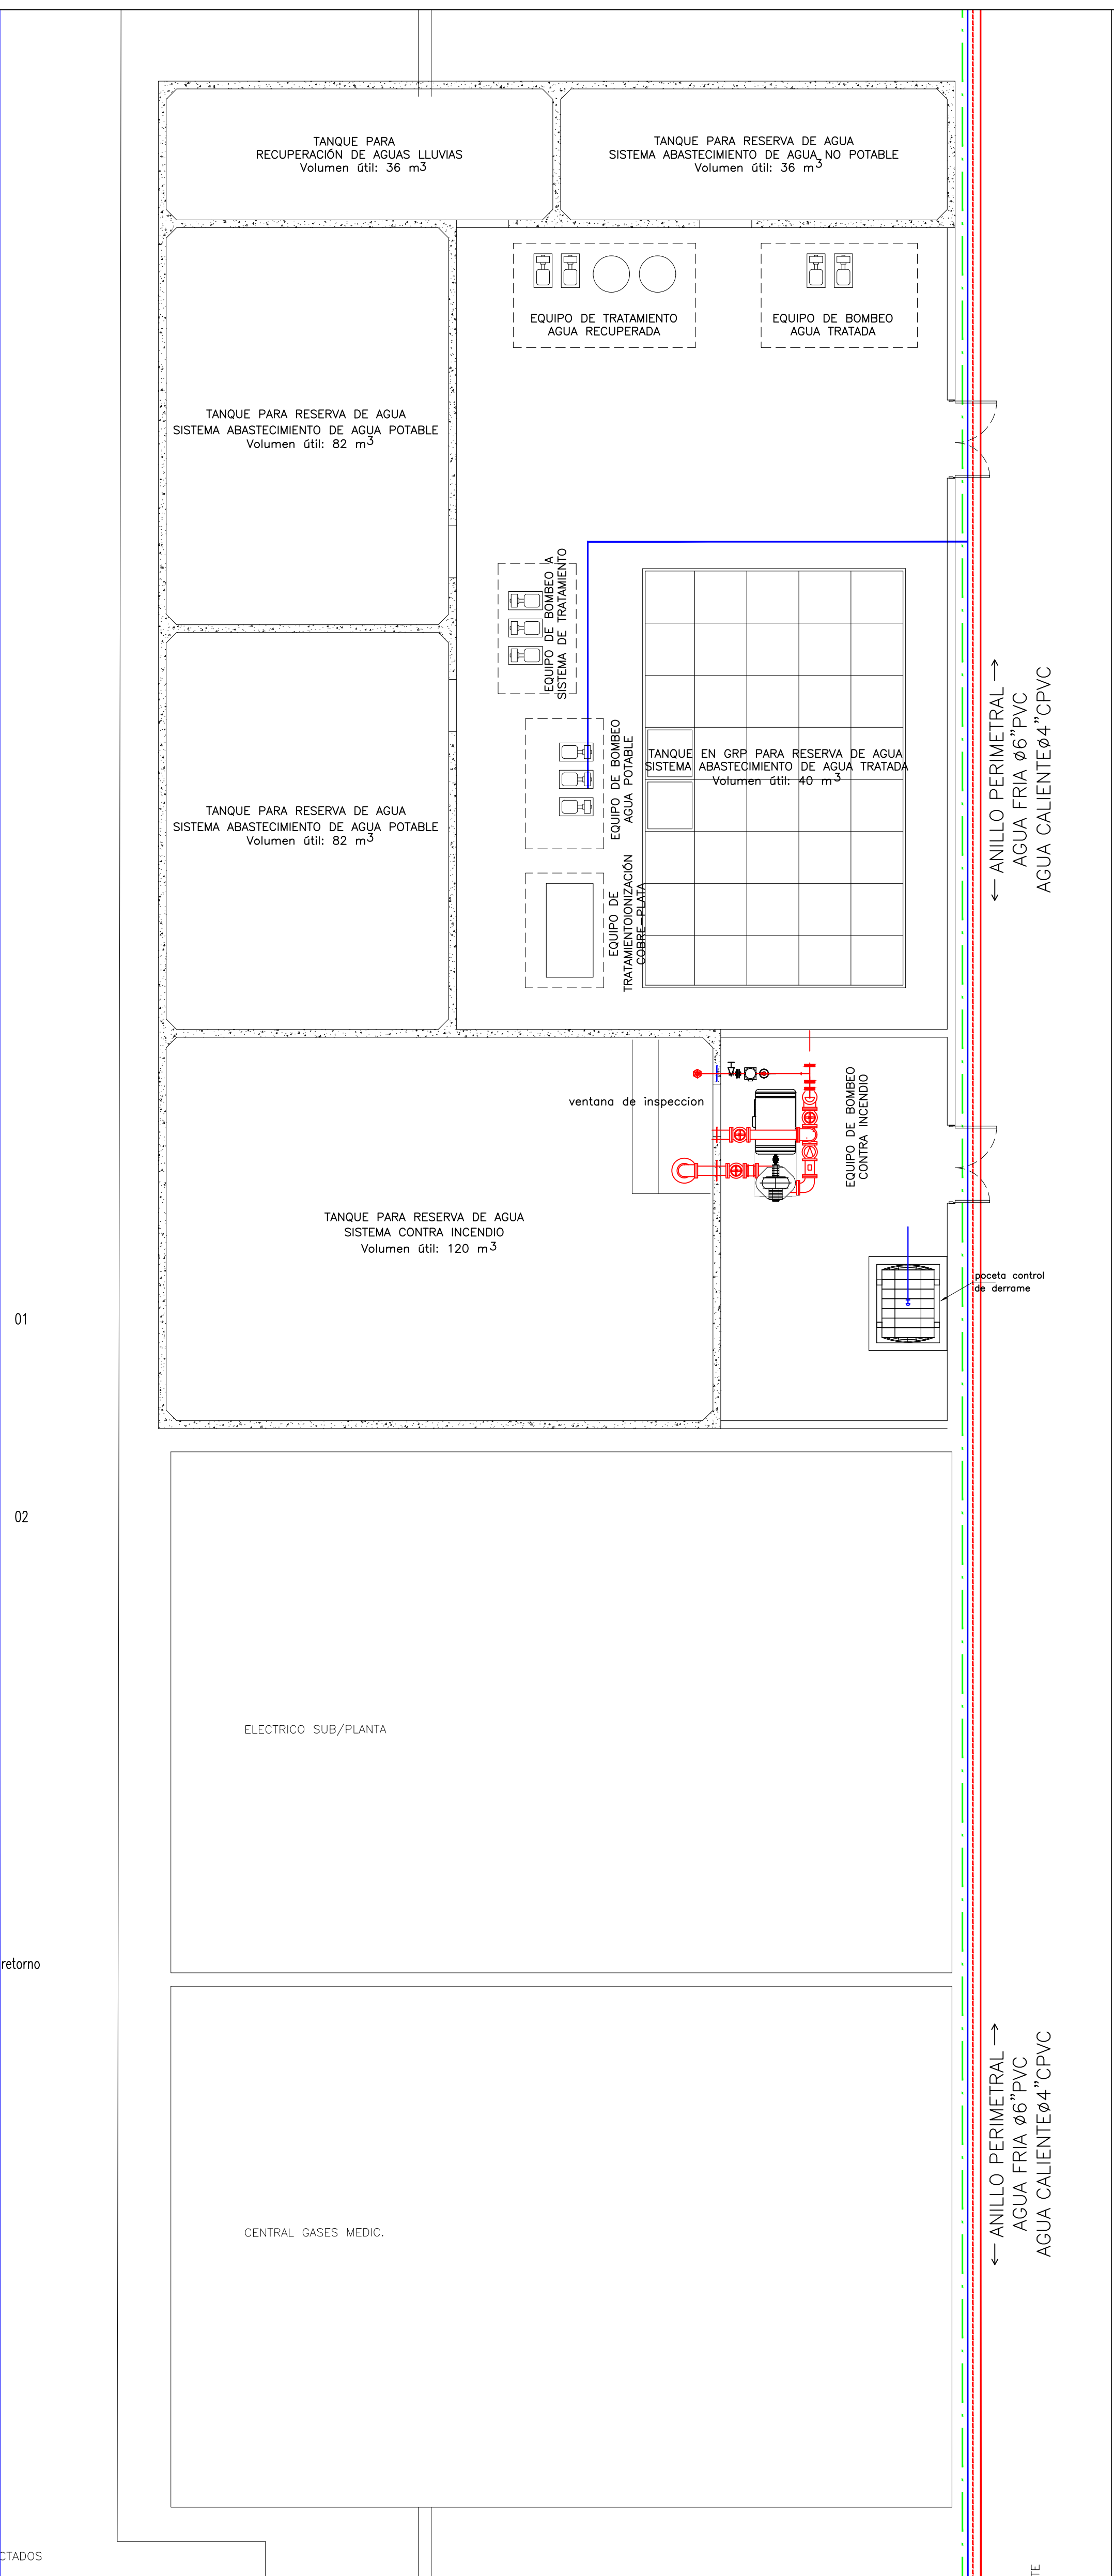 TANQUE PARA
RECUPERACIÓN DE AGUAS LLUVIAS
Volumen útil: 36 m3
TANQUE PARA RESERVA DE AGUA
SISTEMA ABASTECIMIENTO DE AGUA NO POTABLE
Volumen útil: 36 m3
EQUIPO DE TRATAMIENTO
AGUA RECUPERADA
EQUIPO DE BOMBEO
AGUA TRATADA
TANQUE PARA RESERVA DE AGUA
SISTEMA ABASTECIMIENTO DE AGUA POTABLE
Volumen útil: 82 m3
EQUIPO DE BOMBEO A
SISTEMA DE TRATAMIENTO
EQUIPO DE BOMBEO
AGUA POTABLE
TANQUE EN GRP PARA RESERVA DE AGUA
SISTEMA ABASTECIMIENTO DE AGUA TRATADA
Volumen útil: 40 m3
ANILLO PERIMETRAL
AGUA FRIA ø6"PVC
AGUA CALIENTEø4"CPVC
TANQUE PARA RESERVA DE AGUA
SISTEMA ABASTECIMIENTO DE AGUA POTABLE
Volumen útil: 82 m3
EQUIPO DE
TRATAMIENTOIONIZACIÓN
COBRE-PLATA
ventana de inspeccion
EQUIPO DE BOMBEO
CONTRA INCENDIO
TANQUE PARA RESERVA DE AGUA
SISTEMA CONTRA INCENDIO
Volumen útil: 120 m3
poceta control
de derrame
01
02
ELECTRICO SUB/PLANTA
retorno
ANILLO PERIMETRAL
AGUA FRIA ø6"PVC
AGUA CALIENTEø4"CPVC
CENTRAL GASES MEDIC.
CTADOS
TE